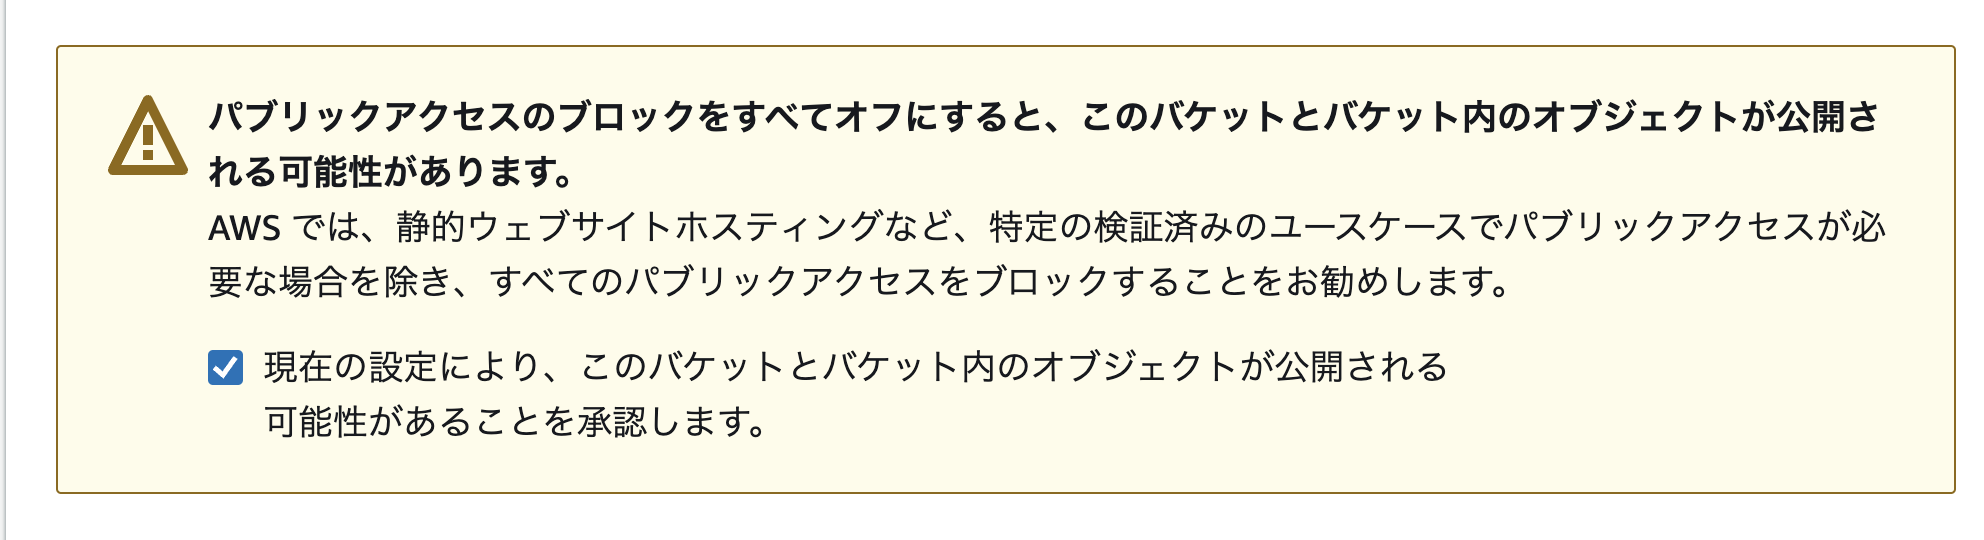 パブリックアクセスのブロックをすべてオフにすると、このバケットとバケット内のオブジェクトが公開さ
れる可能性があります。
AWS では、静的ウェブサイトホスティングなど、特定の検証済みのユースケースでパブリックアクセスが必
要な場合を除き、すべてのパブリックアクセスをブロックすることをお勧めします。
現在の設定により、このバケットとバケット内のオブジェクトが公開される
可能性があることを承認します。